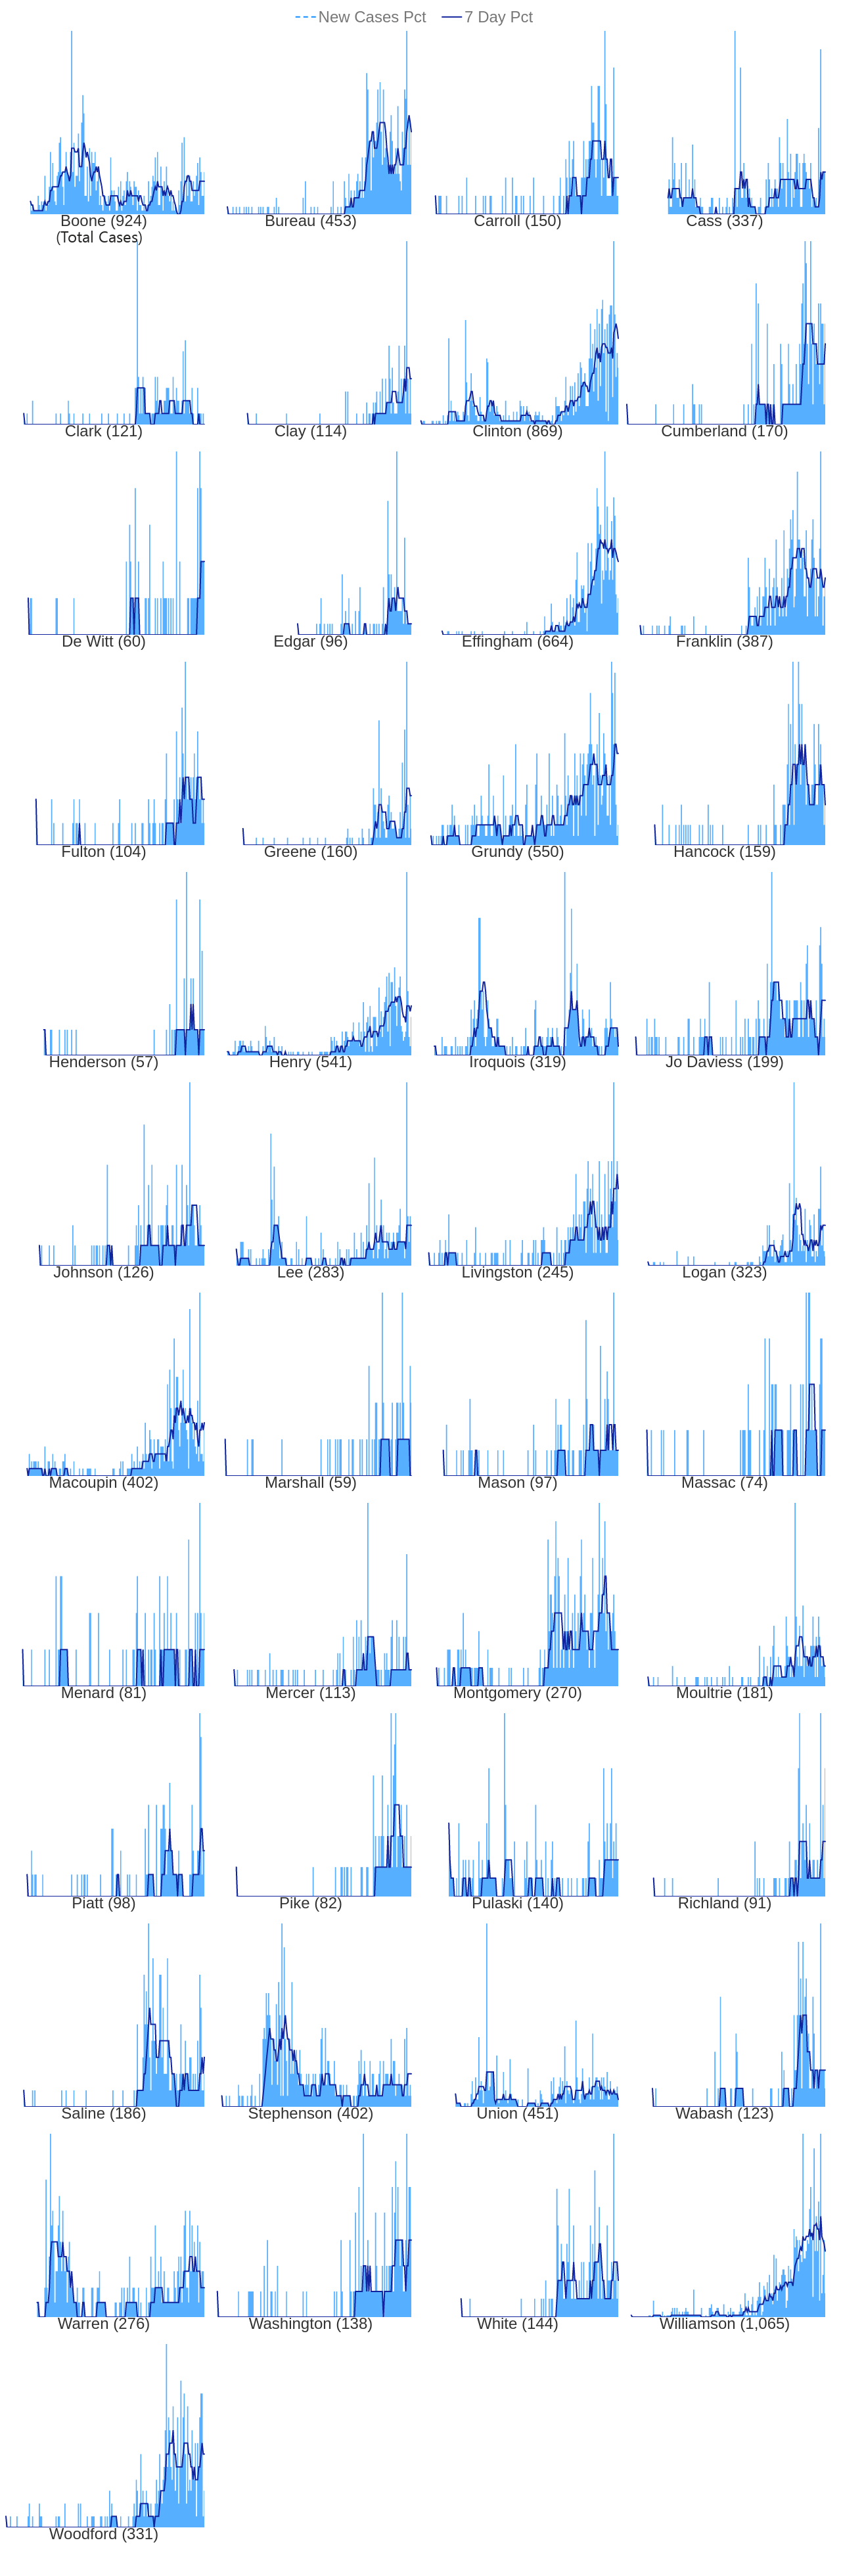 New Cases Pct 7 Day Pct
Boone (924) Bureau (453) Carroll (150) Cass (337)
(Total Cases)
Clark (121) Clay (114) Clinton (869) Cumberland (170)
De Witt (60) Edgar (96) Effingham (664) Franklin (387)
Fulton (104) Greene (160) Grundy (550) Hancock (159)
Henderson (57) Henry (541) Iroquois (319) Jo Daviess (199)
Johnson (126) Lee (283) Livingston (245) Logan (323)
Macoupin (402) Marshall (59) Mason (97) Massac (74)
Menard (81) Mercer (113) Montgomery (270) Moultrie (181)
Piatt (98) Pike (82) Pulaski (140) Richland (91)
Saline (186) Stephenson (402) Union (451) Wabash (123)
Warren (276) Washington (138) White (144) Williamson (1,065)
Woodford (331)